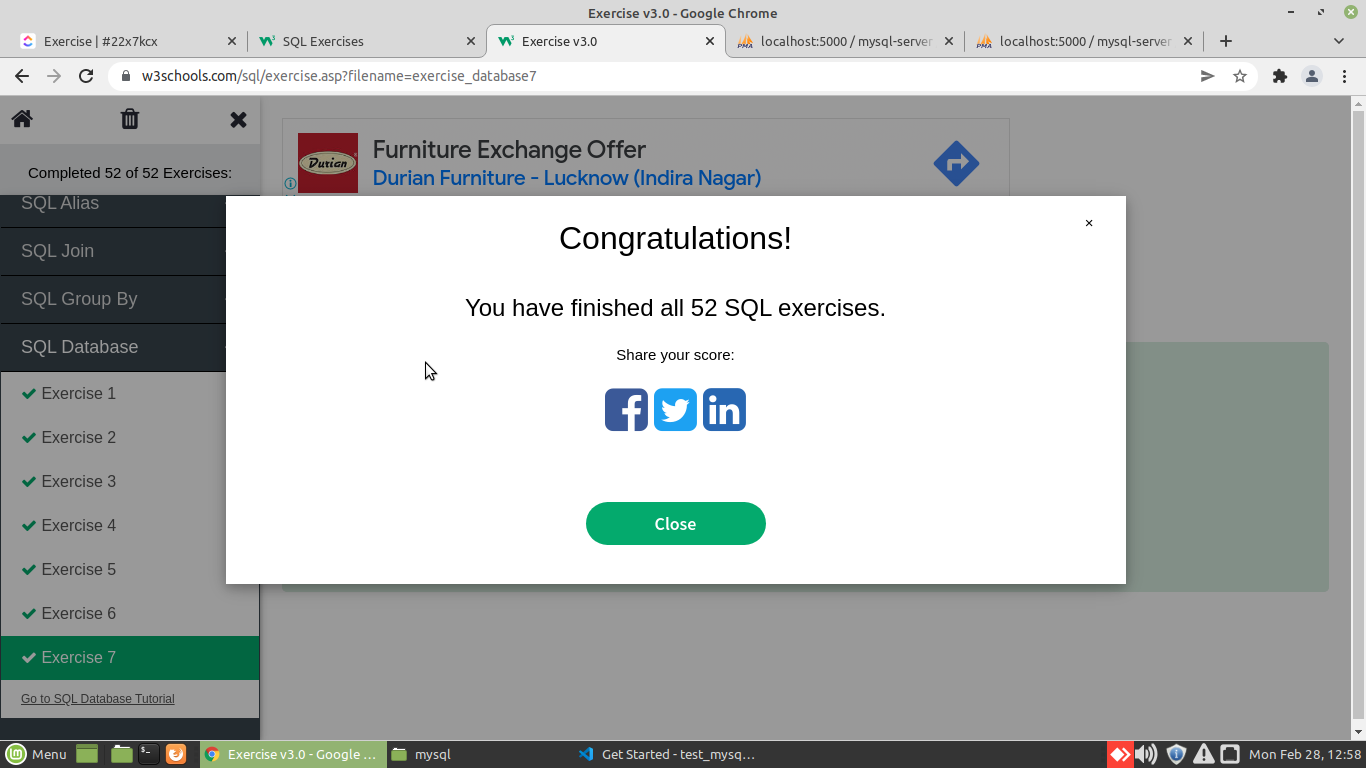 Exercise v3.0 - Google Chrome
Exercise | #22x7kcx
SQL Exercises
Exercise v3.0
localhost:5000 / mysql-server
localhost:5000 / mysql-server
w3schools.com/sql/exercise.asp?filename=exercise_database7
Completed 52 of 52 Exercises:
SQL Alias
SQL Join
SQL Group By
SQL Database
Exercise 1
Exercise 2
Exercise 3
Exercise 4
Exercise 5
Exercise 6
Exercise 7
Go to SQL Database Tutorial
Durian
Furniture Exchange Offer
Durian Furniture - Lucknow (Indira Nagar)
Congratulations!
You have finished all 52 SQL exercises.
Share your score:
Close
Menu
Exercise v3.0 - Google ...
mysql
Get Started - test_mysq...
Mon Feb 28, 12:58